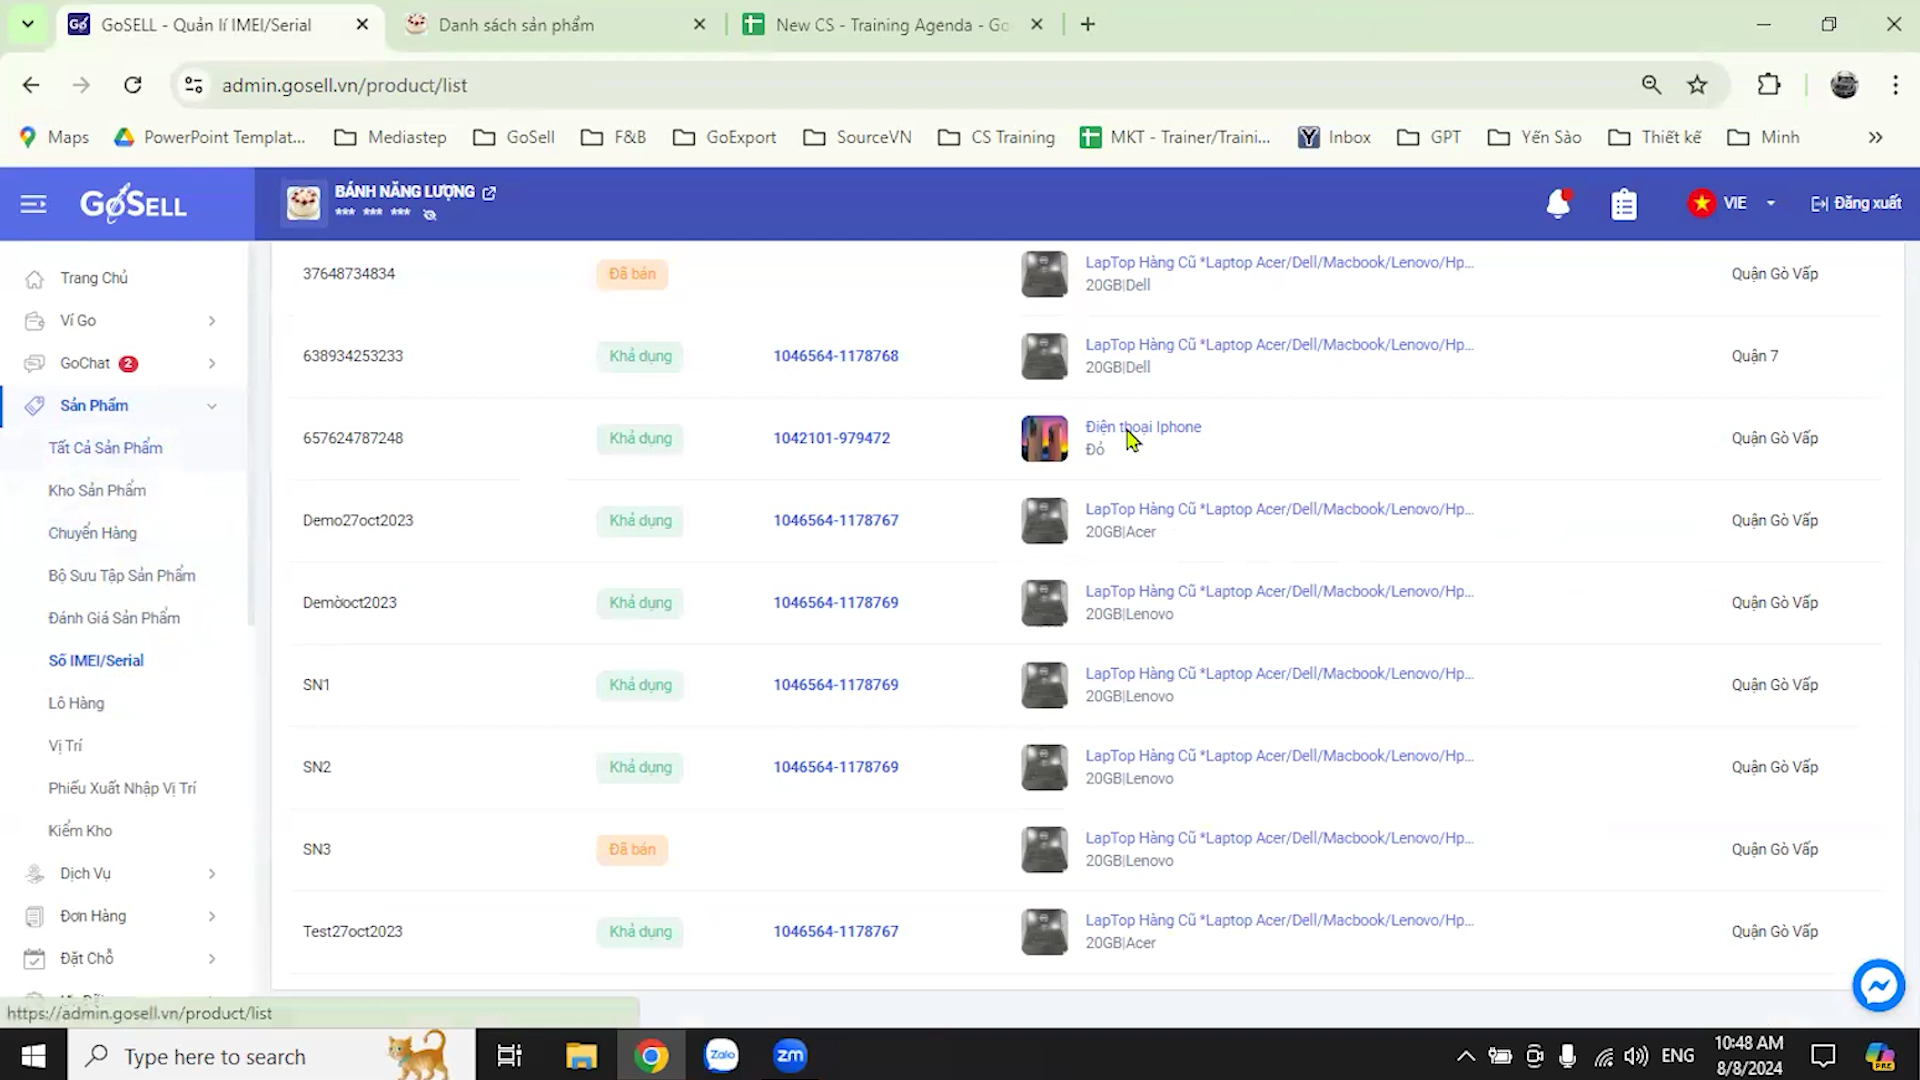 GoSELL - Quản lí IMEI/Serial
Danh sách sản phẩm
New CS - Training Agenda - Go
admin.gosell.vn/product/list
Maps
PowerPoint Templat...
Mediastep
GoSell
F&B
GoExport
SourceVN
CS Training
MKT - Trainer/Traini...
Inbox
GPT
Yến Sào
Thiết kế
Minh
GOSELL
BÁNH NĂNG LƯỢNG
*** *** ***
VIE
Đăng xuất
Trang Chủ
Ví Go
GoChat 2
Sản Phẩm
Tất Cả Sản Phẩm
Kho Sản Phẩm
Chuyển Hàng
Bộ Sưu Tập Sản Phẩm
Đánh Giá Sản Phẩm
Số IMEI/Serial
Lô Hàng
Vị Trí
Phiếu Xuất Nhập Vị Trí
Kiểm Kho
Dịch Vụ
Đơn Hàng
Đặt Chỗ
37648734834 Đã bán LapTop Hàng Cũ *Laptop Acer/Dell/Macbook/Lenovo/Hp... Quận Gò Vấp
20GB|Dell
638934253233 Khả dụng 1046564-1178768 LapTop Hàng Cũ *Laptop Acer/Dell/Macbook/Lenovo/Hp... Quận 7
20GB|Dell
657624787248 Khả dụng 1042101-979472 Điện thoại Iphone Quận Gò Vấp
Đỏ
Demo27oct2023 Khả dụng 1046564-1178767 LapTop Hàng Cũ *Laptop Acer/Dell/Macbook/Lenovo/Hp... Quận Gò Vấp
20GB|Acer
Demòoct2023 Khả dụng 1046564-1178769 LapTop Hàng Cũ *Laptop Acer/Dell/Macbook/Lenovo/Hp... Quận Gò Vấp
20GB|Lenovo
SN1 Khả dụng 1046564-1178769 LapTop Hàng Cũ *Laptop Acer/Dell/Macbook/Lenovo/Hp... Quận Gò Vấp
20GB|Lenovo
SN2 Khả dụng 1046564-1178769 LapTop Hàng Cũ *Laptop Acer/Dell/Macbook/Lenovo/Hp... Quận Gò Vấp
20GB|Lenovo
SN3 Đã bán LapTop Hàng Cũ *Laptop Acer/Dell/Macbook/Lenovo/Hp... Quận Gò Vấp
20GB|Lenovo
Test27oct2023 Khả dụng 1046564-1178767 LapTop Hàng Cũ *Laptop Acer/Dell/Macbook/Lenovo/Hp... Quận Gò Vấp
20GB|Acer
https://admin.gosell.vn/product/list
Type here to search
Zalo
zm
ENG
10:48 AM
8/8/2024
PRE